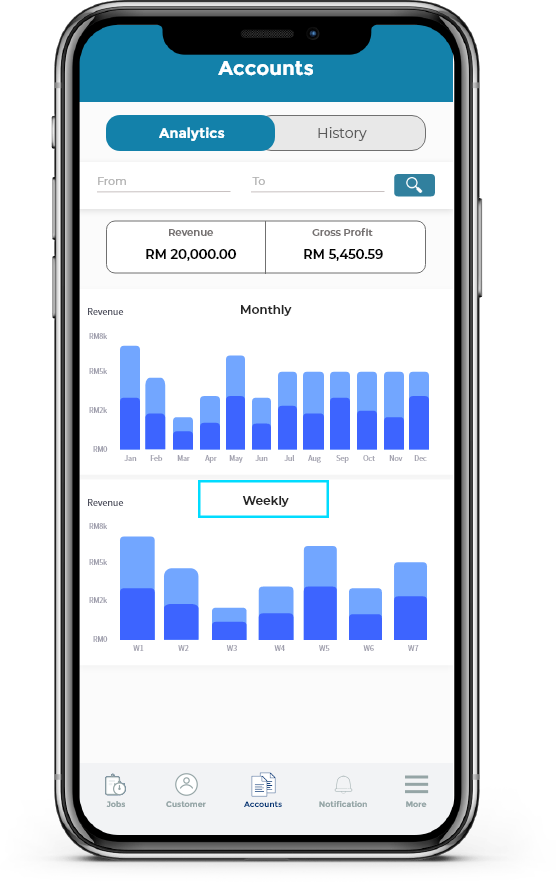 Accounts
Analytics
History
From
To
Revenue
Gross Profit
RM 20,000.00
RM 5,450.59
Revenue
Monthly
RM8k
RM5k
RM2k
RM0
Jan Feb Mar Apr May Jun Jul Aug Sep Oct Nov Dec
Weekly
Revenue
RM8k
RM5k
RM2k
RM0
W1 W2 W3 W4 W5 W6 W7
Jobs Customer Accounts Notification More